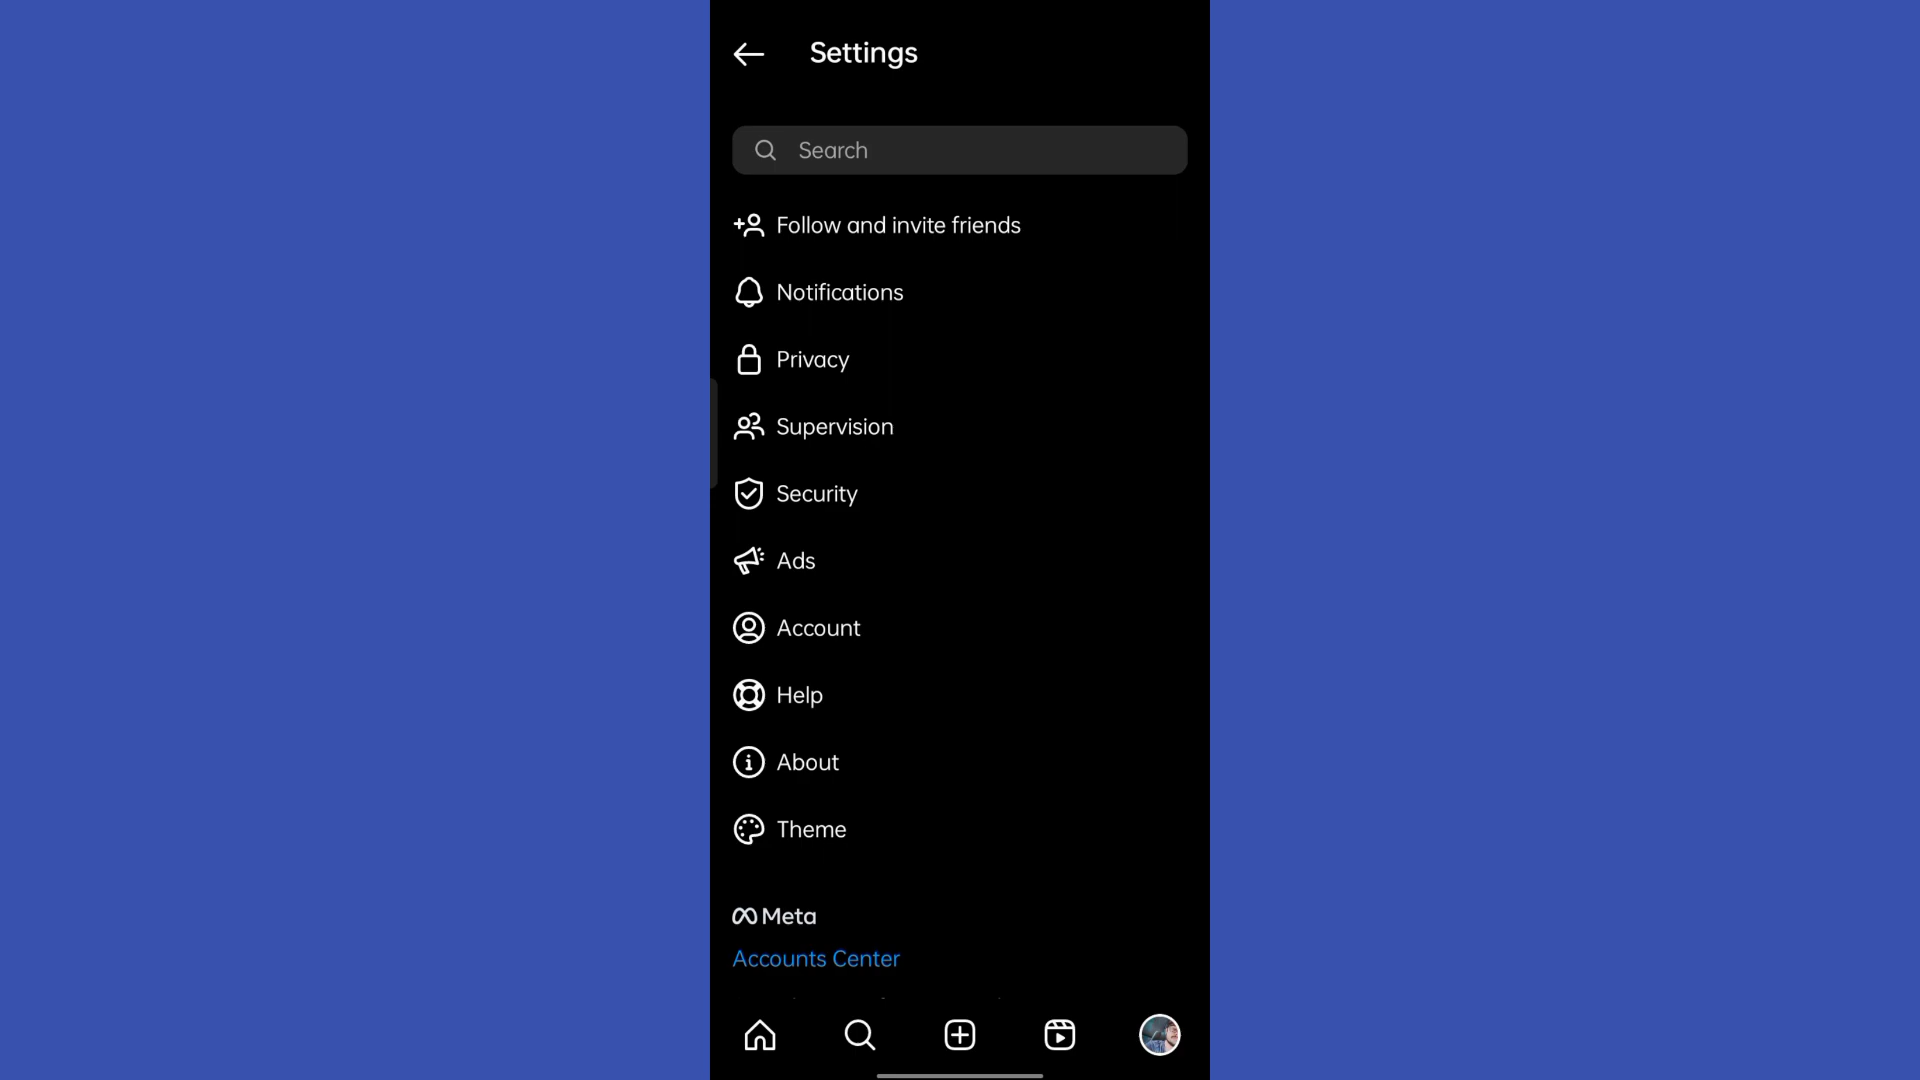 Settings
Search
Follow and invite friends
Notifications
Privacy
Supervision
Security
Ads
Account
Help
About
Theme
Meta
Accounts Center